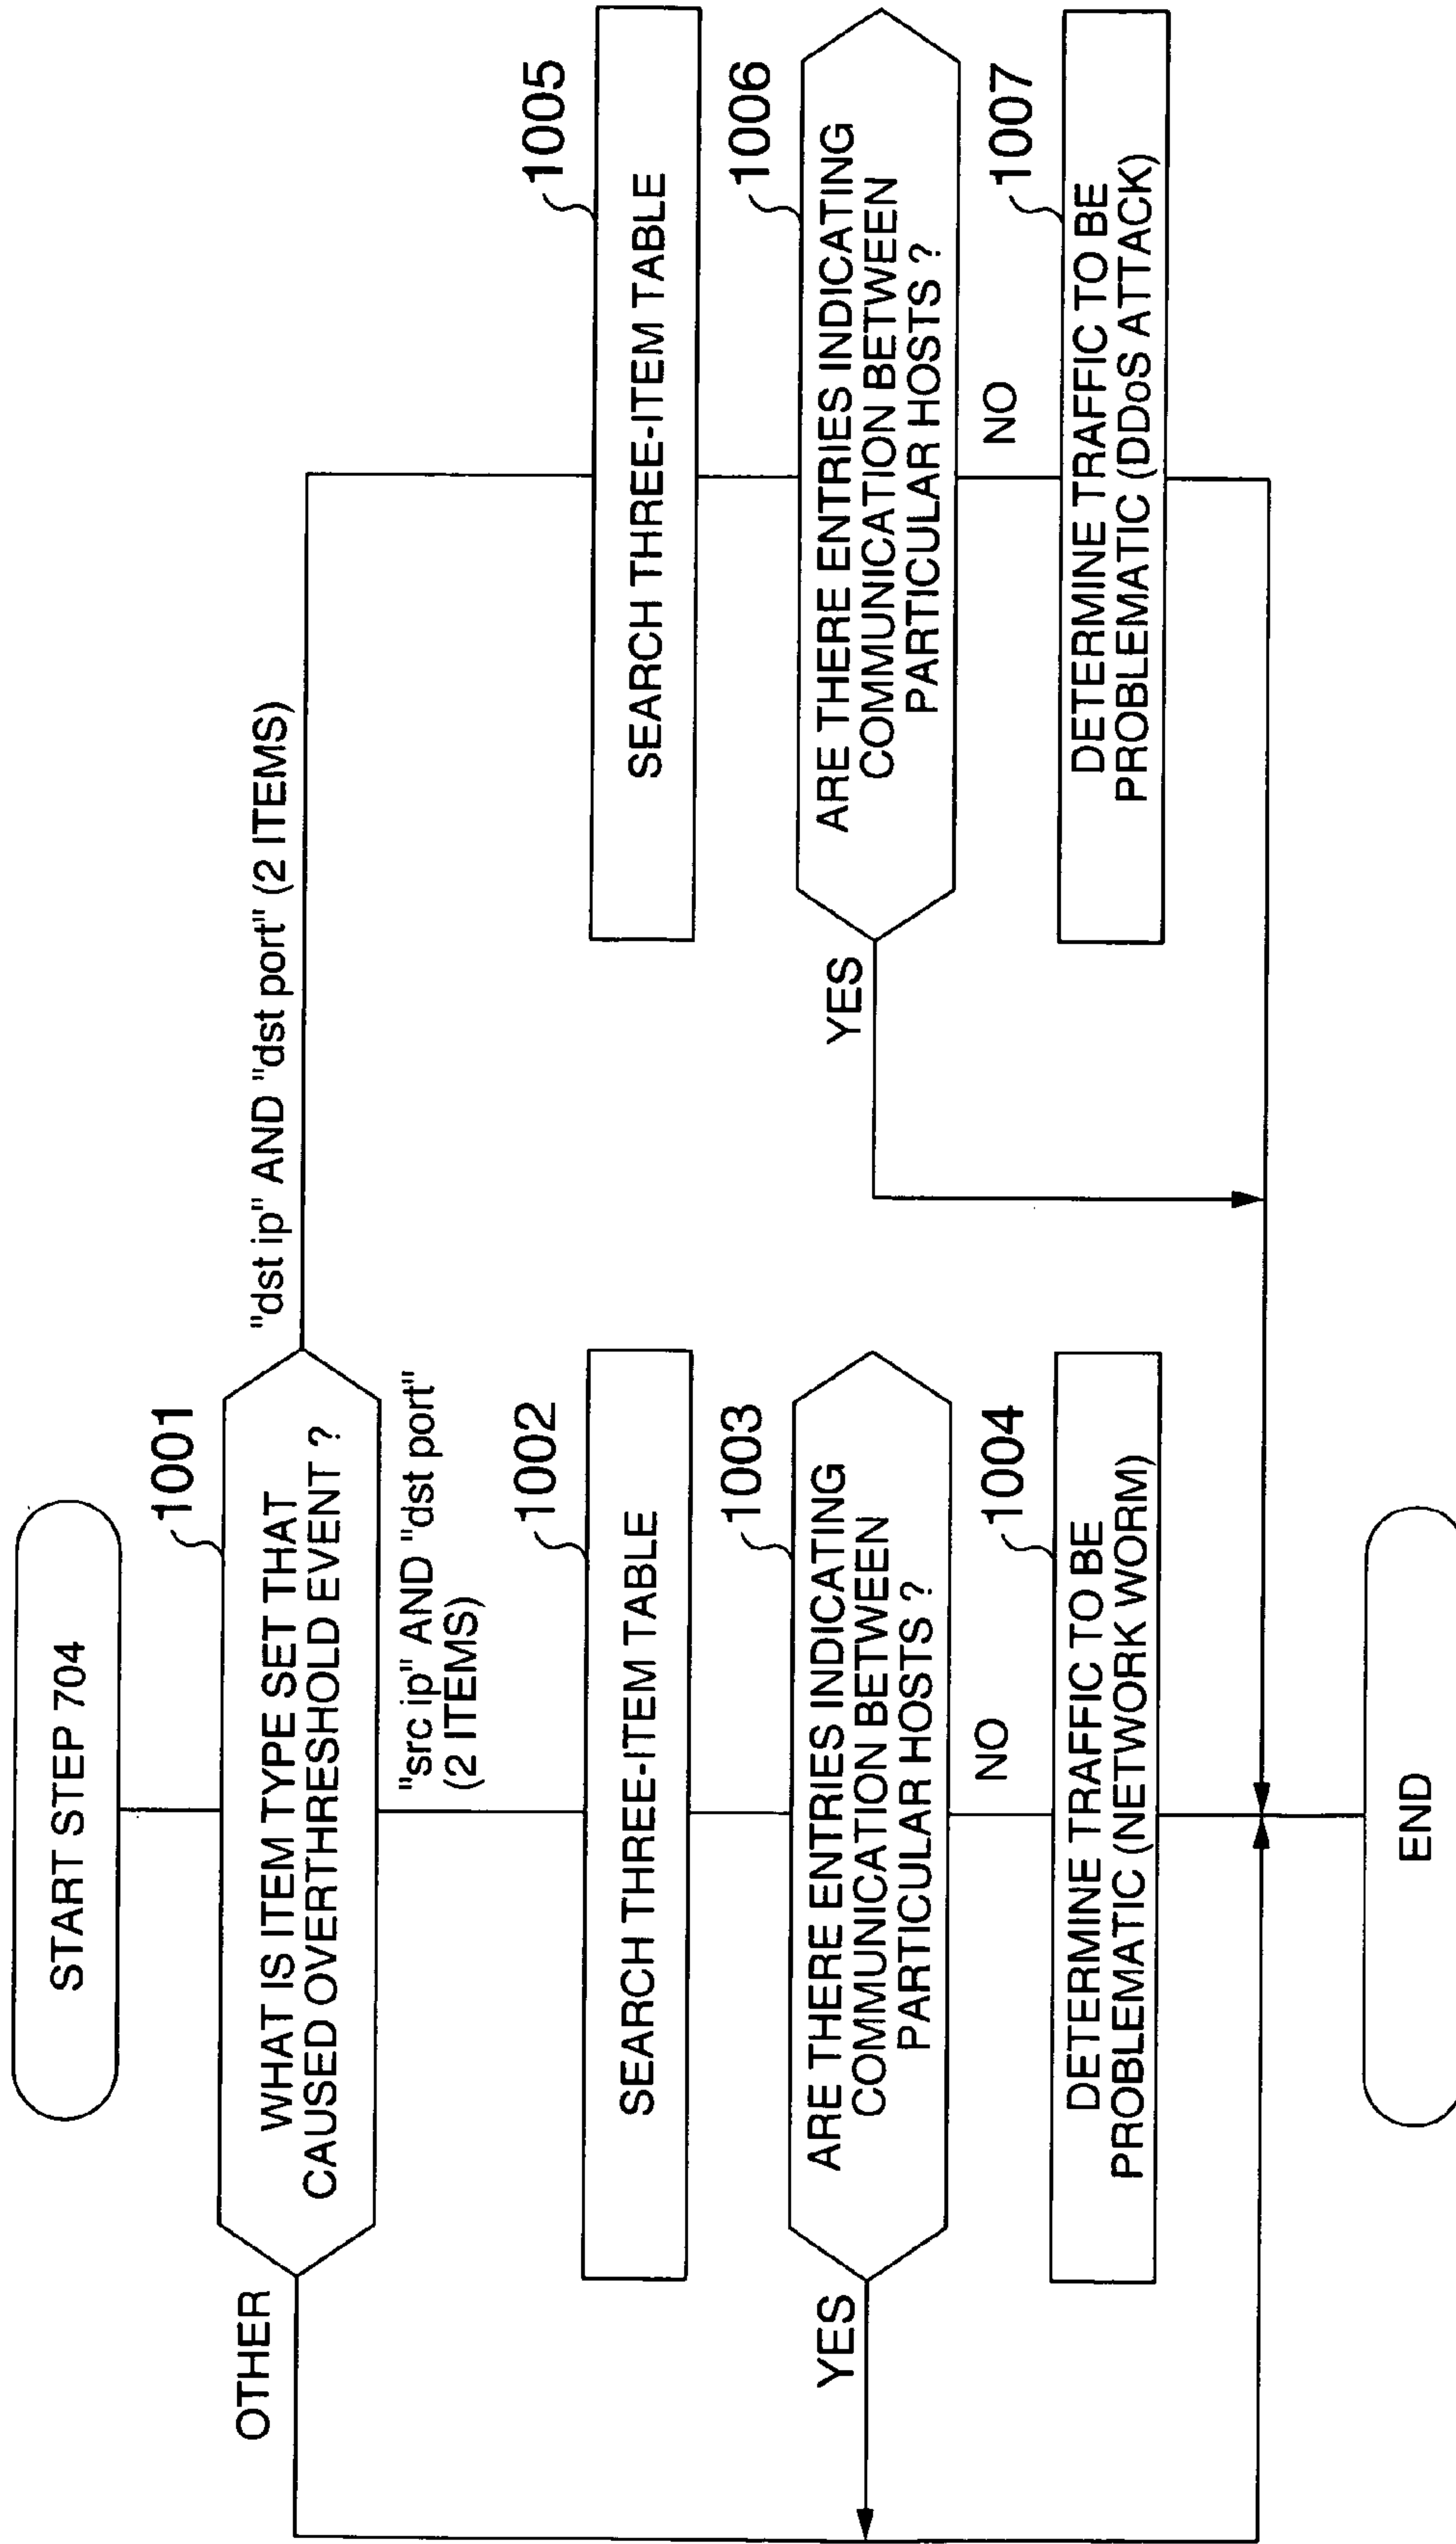 START STEP 704
1001
WHAT IS ITEM TYPE SET THAT
CAUSED OVERTHRESHOLD EVENT ?
OTHER
"dst ip" AND "dst port" (2 ITEMS)
"src ip" AND "dst port"
(2 ITEMS)
1002
SEARCH THREE-ITEM TABLE
1003
ARE THERE ENTRIES INDICATING
COMMUNICATION BETWEEN
PARTICULAR HOSTS ?
YES
NO
1004
DETERMINE TRAFFIC TO BE
PROBLEMATIC (NETWORK WORM)
1005
SEARCH THREE-ITEM TABLE
1006
ARE THERE ENTRIES INDICATING
COMMUNICATION BETWEEN
PARTICULAR HOSTS ?
YES
NO
1007
DETERMINE TRAFFIC TO BE
PROBLEMATIC (DDoS ATTACK)
END